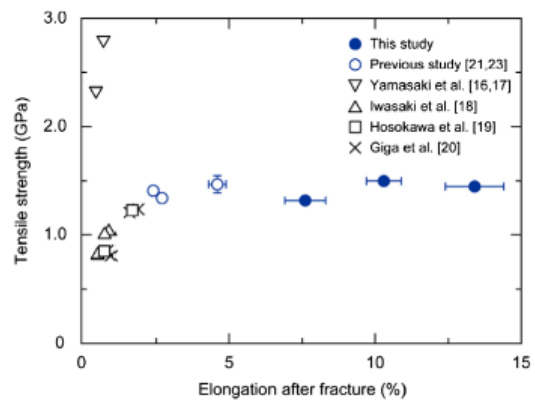 3.0
2.0
1.0
0
Tensile strength (GPa)
This study
Previous study [21,23]
Yamasaki et al. [16,17]
Iwasaki et al. [18]
Hosokawa et al. [19]
Giga et al. [20]
0 5 10 15
Elongation after fracture (%)